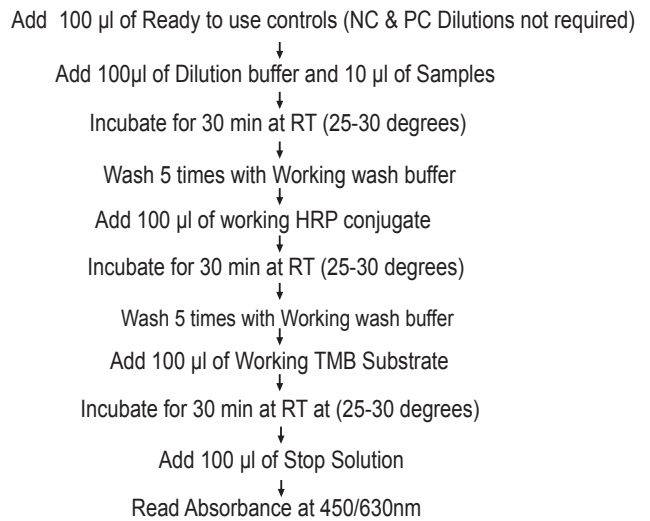 Add 100 µl of Ready to use controls (NC & PC Dilutions not required)
Add 100µl of Dilution buffer and 10 µl of Samples
Incubate for 30 min at RT (25-30 degrees)
Wash 5 times with Working wash buffer
Add 100 µl of working HRP conjugate
Incubate for 30 min at RT (25-30 degrees)
Wash 5 times with Working wash buffer
Add 100 µl of Working TMB Substrate
Incubate for 30 min at RT at (25-30 degrees)
Add 100 µl of Stop Solution
Read Absorbance at 450/630nm